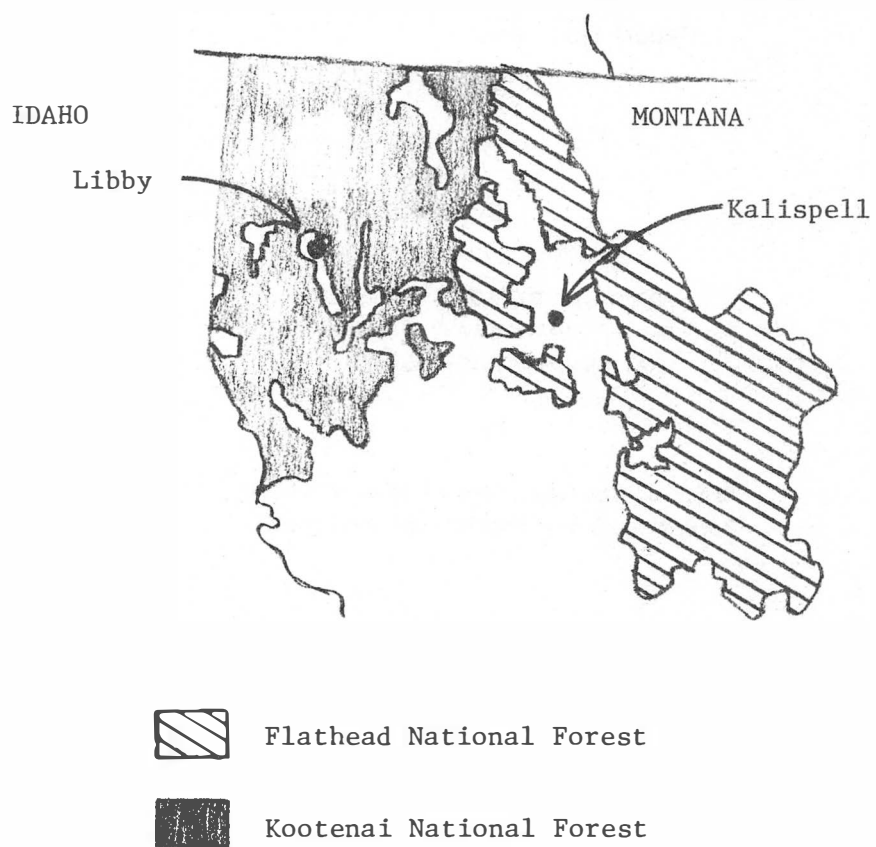 IDAHO
MONTANA
Libby
Kalispell
Flathead National Forest
Kootenai National Forest